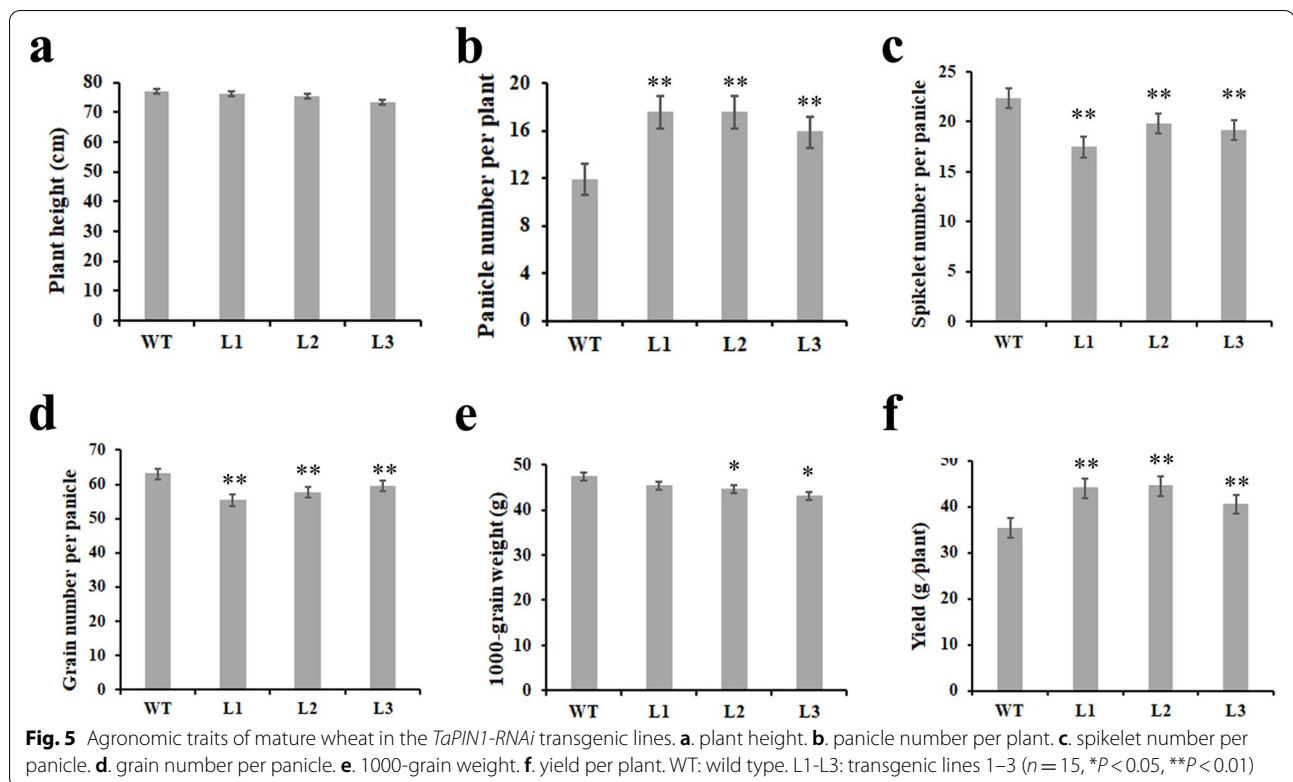 a
80
70
60
50
40
30
20
10
0
Plant height (cm)
WT L1 L2 L3
b
20
16
12
8
4
0
Panicle number per plant
** ** **
WT L1 L2 L3
c
25
20
15
10
5
0
Spikelet number per panicle
** ** **
WT L1 L2 L3
d
70
60
50
40
30
20
10
0
Grain number per panicle
** ** **
WT L1 L2 L3
e
50
40
30
20
10
0
1000-grain weight (g)
* *
WT L1 L2 L3
f
50
40
30
20
10
0
Yield (g/plant)
** ** **
WT L1 L2 L3
Fig. 5 Agronomic traits of mature wheat in the TaPIN1-RNAi transgenic lines. a. plant height. b. panicle number per plant. c. spikelet number per
panicle. d. grain number per panicle. e. 1000-grain weight. f. yield per plant. WT: wild type. L1-L3: transgenic lines 1–3 (n = 15, *P < 0.05, **P < 0.01)